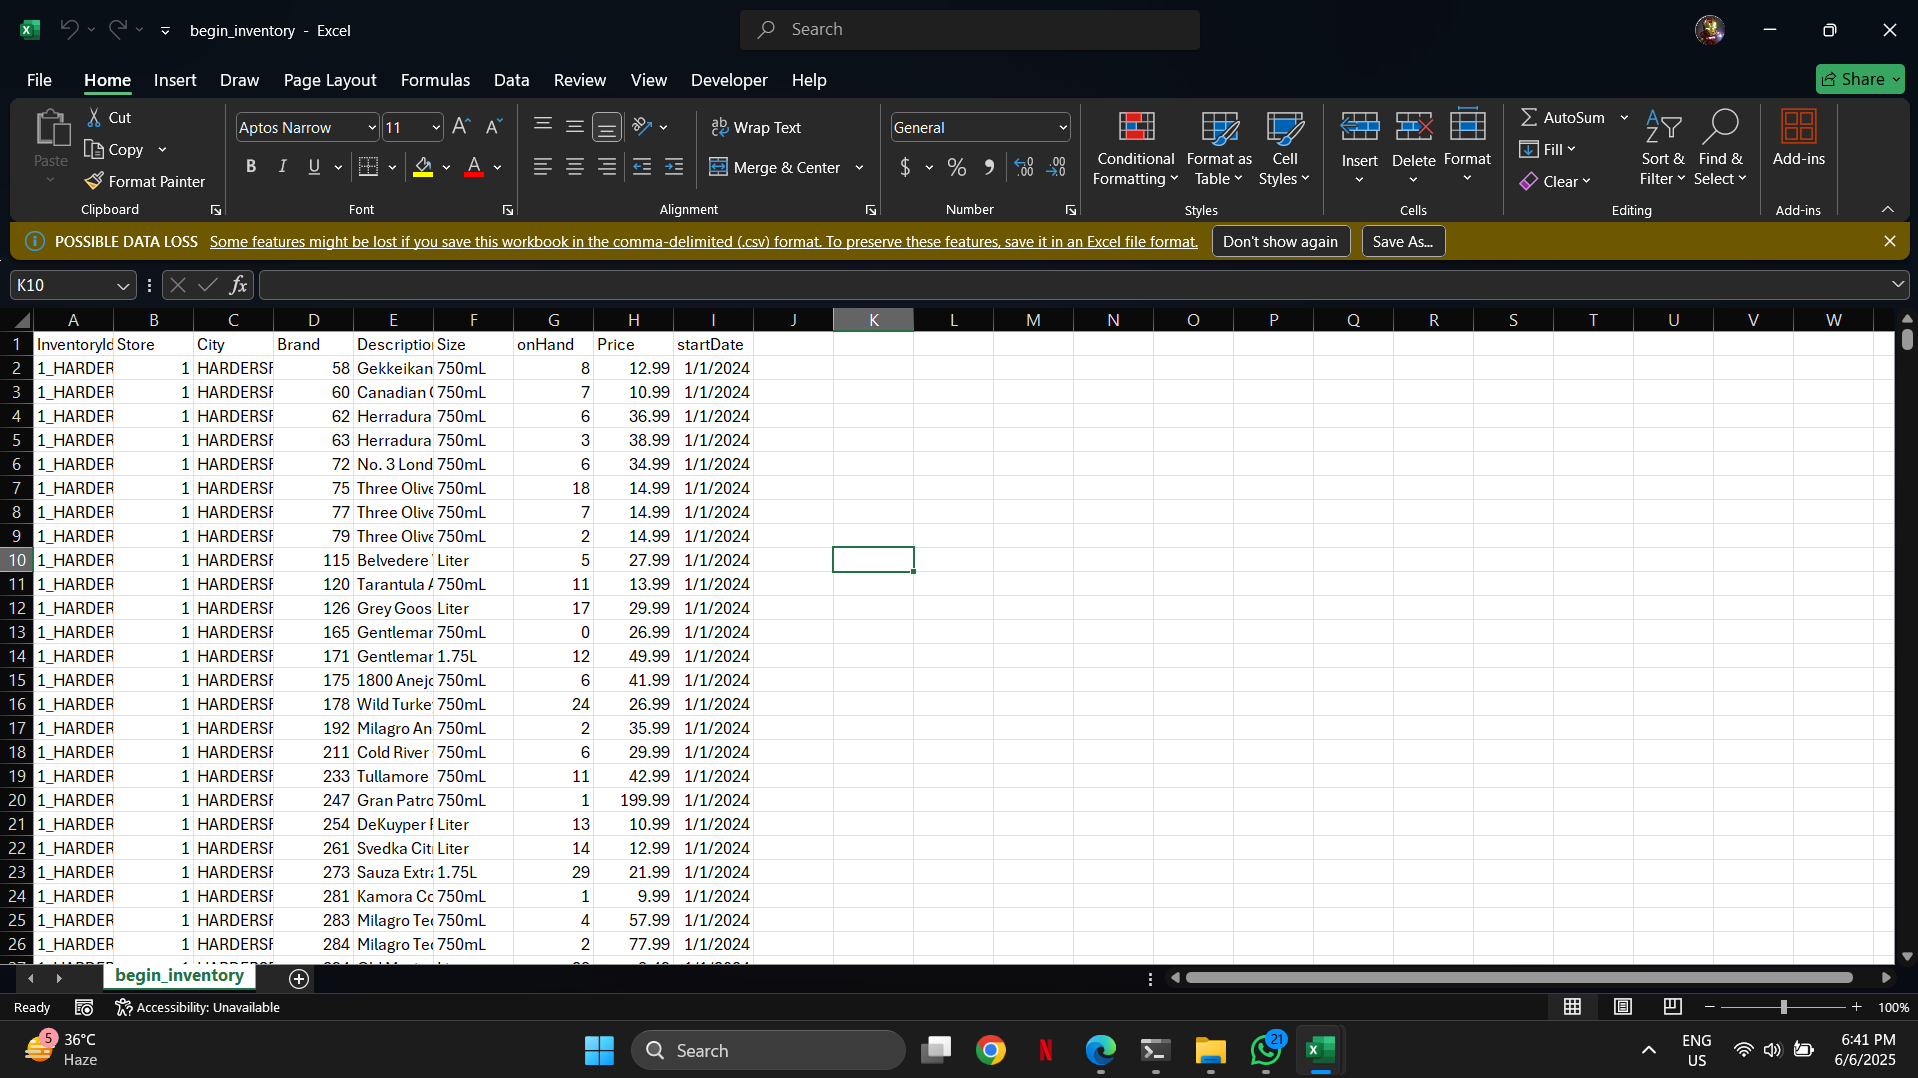 begin_inventory - Excel
Search
File Home Insert Draw Page Layout Formulas Data Review View Developer Help
Share
Paste
Cut
Copy
Format Painter
Clipboard
Aptos Narrow 11
B I U
Font
Wrap Text
Merge & Center
Alignment
General
$ % ,
Number
Conditional Formatting
Format as Table
Cell Styles
Styles
Insert Delete Format
Cells
AutoSum
Fill
Clear
Sort & Filter
Find & Select
Editing
Add-ins
Add-ins
POSSIBLE DATA LOSS Some features might be lost if you save this workbook in the comma-delimited (.csv) format. To preserve these features, save it in an Excel file format. Don't show again Save As...
K10 fx
A B C D E F G H I J K L M N O P Q R S T U V W
1 InventoryId Store City Brand Description Size onHand Price startDate
2 1_HARDER 1 HARDERSF 58 Gekkeikan 750mL 8 12.99 1/1/2024
3 1_HARDER 1 HARDERSF 60 Canadian 750mL 7 10.99 1/1/2024
4 1_HARDER 1 HARDERSF 62 Herradura 750mL 6 36.99 1/1/2024
5 1_HARDER 1 HARDERSF 63 Herradura 750mL 3 38.99 1/1/2024
6 1_HARDER 1 HARDERSF 72 No. 3 Lond 750mL 6 34.99 1/1/2024
7 1_HARDER 1 HARDERSF 75 Three Olive 750mL 18 14.99 1/1/2024
8 1_HARDER 1 HARDERSF 77 Three Olive 750mL 7 14.99 1/1/2024
9 1_HARDER 1 HARDERSF 79 Three Olive 750mL 2 14.99 1/1/2024
10 1_HARDER 1 HARDERSF 115 Belvedere Liter 5 27.99 1/1/2024
11 1_HARDER 1 HARDERSF 120 Tarantula A 750mL 11 13.99 1/1/2024
12 1_HARDER 1 HARDERSF 126 Grey Goos Liter 17 29.99 1/1/2024
13 1_HARDER 1 HARDERSF 165 Gentleman 750mL 0 26.99 1/1/2024
14 1_HARDER 1 HARDERSF 171 Gentleman 1.75L 12 49.99 1/1/2024
15 1_HARDER 1 HARDERSF 175 1800 Anejo 750mL 6 41.99 1/1/2024
16 1_HARDER 1 HARDERSF 178 Wild Turke 750mL 24 26.99 1/1/2024
17 1_HARDER 1 HARDERSF 192 Milagro An 750mL 2 35.99 1/1/2024
18 1_HARDER 1 HARDERSF 211 Cold River 750mL 6 29.99 1/1/2024
19 1_HARDER 1 HARDERSF 233 Tullamore 750mL 11 42.99 1/1/2024
20 1_HARDER 1 HARDERSF 247 Gran Patro 750mL 1 199.99 1/1/2024
21 1_HARDER 1 HARDERSF 254 DeKuyper Liter 13 10.99 1/1/2024
22 1_HARDER 1 HARDERSF 261 Svedka Cit Liter 14 12.99 1/1/2024
23 1_HARDER 1 HARDERSF 273 Sauza Extra 1.75L 29 21.99 1/1/2024
24 1_HARDER 1 HARDERSF 281 Kamora Co 750mL 1 9.99 1/1/2024
25 1_HARDER 1 HARDERSF 283 Milagro Tec 750mL 4 57.99 1/1/2024
26 1_HARDER 1 HARDERSF 284 Milagro Tec 750mL 2 77.99 1/1/2024
begin_inventory
Ready Accessibility: Unavailable 100%
5 36°C
Haze
Search
21
ENG
US
6:41 PM
6/6/2025